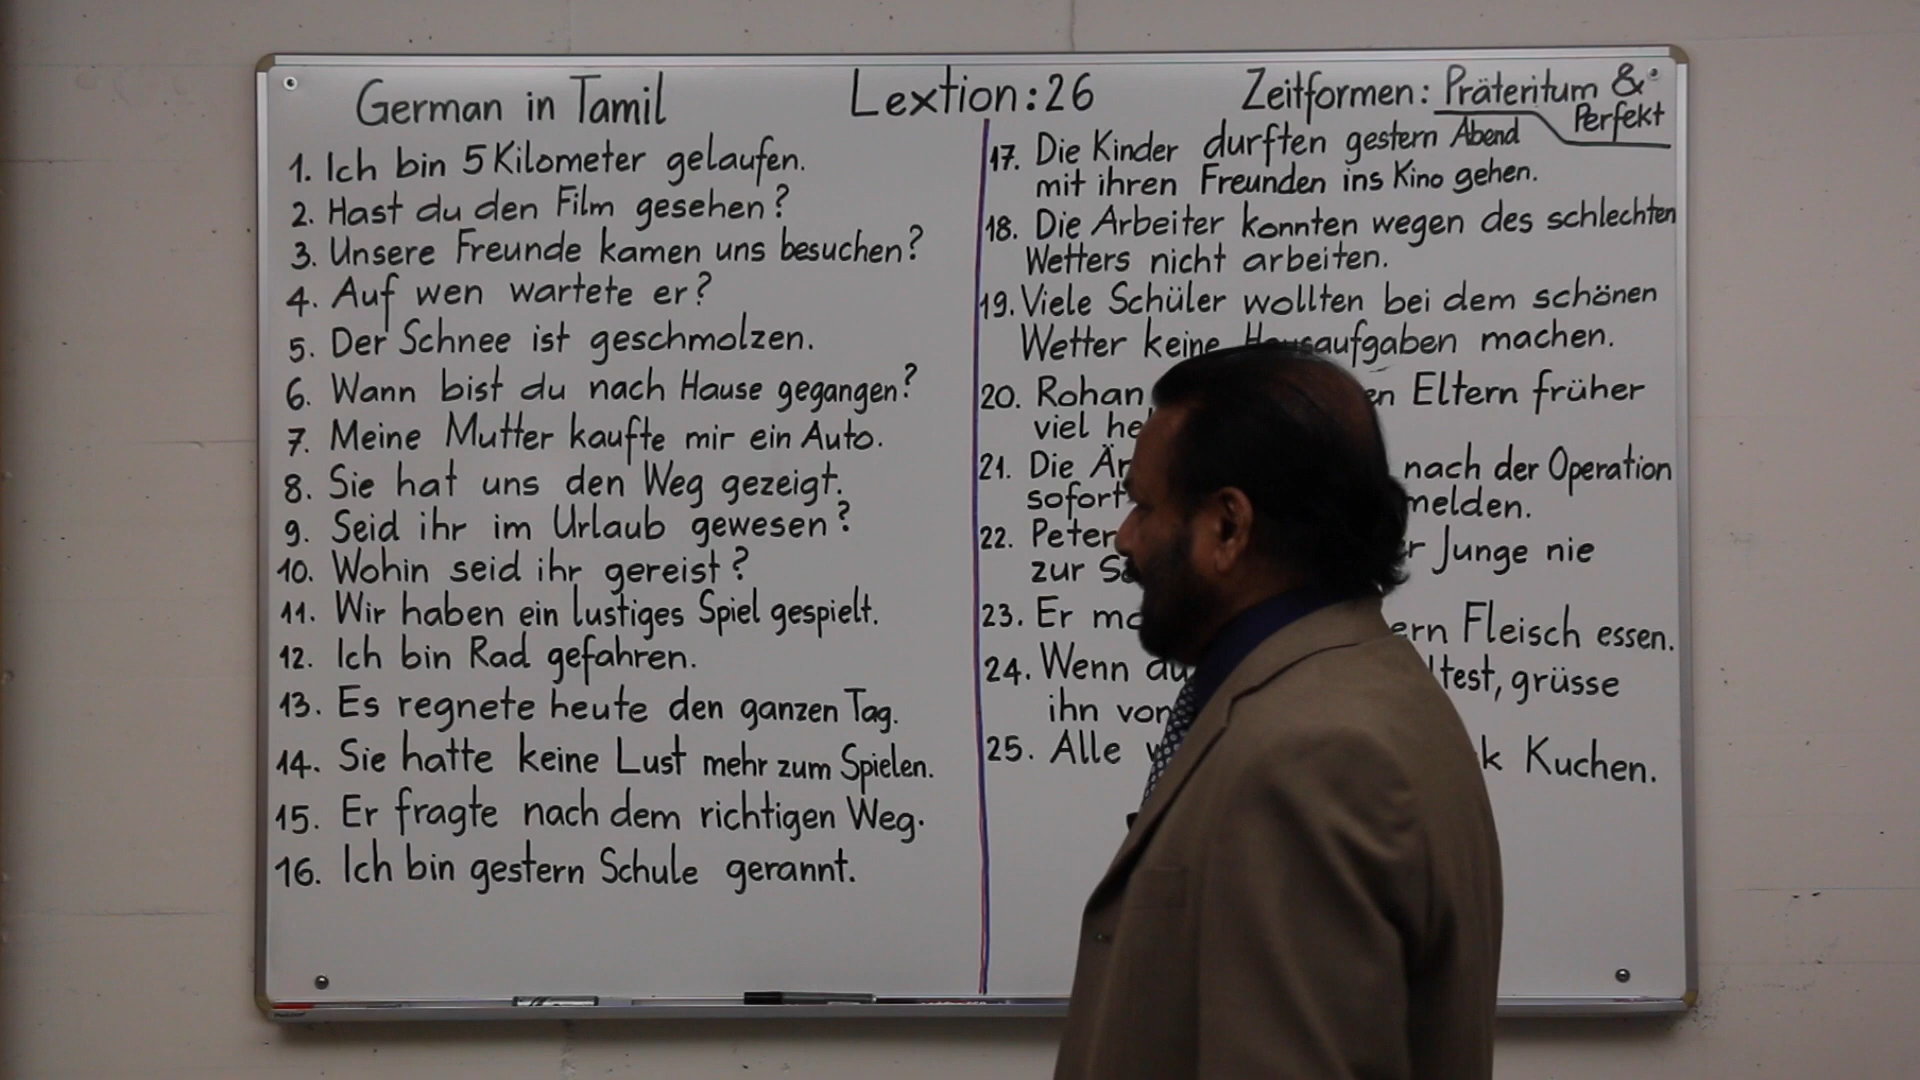 German in Tamil
Lextion:26
Zeitformen: Präteritum &
Perfekt
1. Ich bin 5 Kilometer gelaufen.
2. Hast du den Film gesehen?
3. Unsere Freunde kamen uns besuchen?
4. Auf wen wartete er?
5. Der Schnee ist geschmolzen.
6. Wann bist du nach Hause gegangen?
7. Meine Mutter kaufte mir ein Auto.
8. Sie hat uns den Weg gezeigt.
9. Seid ihr im Urlaub gewesen?
10. Wohin seid ihr gereist?
11. Wir haben ein lustiges Spiel gespielt.
12. Ich bin Rad gefahren.
13. Es regnete heute den ganzen Tag.
14. Sie hatte keine Lust mehr zum Spielen.
15. Er fragte nach dem richtigen Weg.
16. Ich bin gestern Schule gerannt.
17. Die Kinder durften gestern Abend
mit ihren Freunden ins Kino gehen.
18. Die Arbeiter konnten wegen des schlechten
Wetters nicht arbeiten.
19. Viele Schüler wollten bei dem schönen
Wetter keine Hausaufgaben machen.
20. Rohan Eltern früher
viel
21. Die nach der Operation
sofort melden.
22. Peter Junge nie
zur
23. Er Fleisch essen.
24. Wenn du grüsse
ihn von
25. Alle Kuchen.